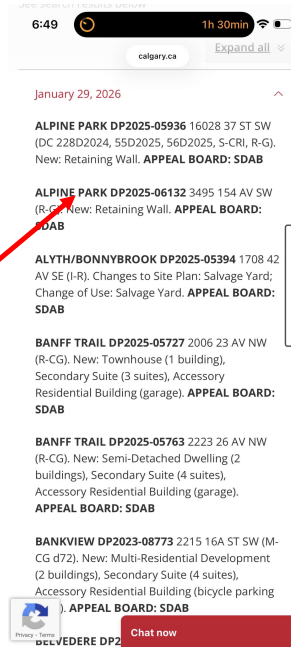 See search results below
6:49
1h 30min
calgary.ca
Expand all
January 29, 2026
ALPINE PARK DP2025-05936 16028 37 ST SW
(DC 228D2024, 55D2025, 56D2025, S-CRI, R-G).
New: Retaining Wall. APPEAL BOARD: SDAB
ALPINE PARK DP2025-06132 3495 154 AV SW
(R-G). New: Retaining Wall. APPEAL BOARD:
SDAB
ALYTH/BONNYBROOK DP2025-05394 1708 42
AV SE (I-R). Changes to Site Plan: Salvage Yard;
Change of Use: Salvage Yard. APPEAL BOARD:
SDAB
BANFF TRAIL DP2025-05727 2006 23 AV NW
(R-CG). New: Townhouse (1 building),
Secondary Suite (3 suites), Accessory
Residential Building (garage). APPEAL BOARD:
SDAB
BANFF TRAIL DP2025-05763 2223 26 AV NW
(R-CG). New: Semi-Detached Dwelling (2
buildings), Secondary Suite (4 suites),
Accessory Residential Building (garage).
APPEAL BOARD: SDAB
BANKVIEW DP2023-08773 2215 16A ST SW (M-
CG d72). New: Multi-Residential Development
(2 buildings), Secondary Suite (4 suites),
Accessory Residential Building (bicycle parking
). APPEAL BOARD: SDAB
Privacy - Terms
BELVEDERE DP2
Chat now